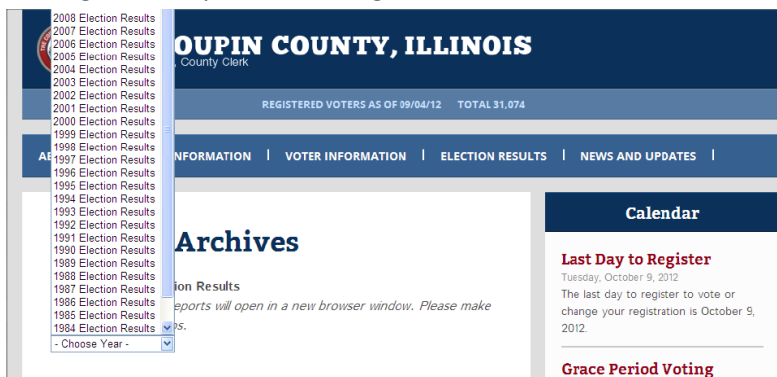 2008 Election Results
2007 Election Results
2006 Election Results
2005 Election Results
2004 Election Results
2003 Election Results
2002 Election Results
2001 Election Results
2000 Election Results
1999 Election Results
1998 Election Results
1997 Election Results
1996 Election Results
1995 Election Results
1994 Election Results
1993 Election Results
1992 Election Results
1991 Election Results
1990 Election Results
1989 Election Results
1988 Election Results
1987 Election Results
1986 Election Results
1985 Election Results
1984 Election Results
- Choose Year -
OUPIN COUNTY, ILLINOIS
, County Clerk
REGISTERED VOTERS AS OF 09/04/12 TOTAL 31,074
NFORMATION | VOTER INFORMATION | ELECTION RESULTS | NEWS AND UPDATES |
Archives
ion Results
eports will open in a new browser window. Please make
Calendar
Last Day to Register
Tuesday, October 9, 2012
The last day to register to vote or
change your registration is October 9,
2012.
Grace Period Voting